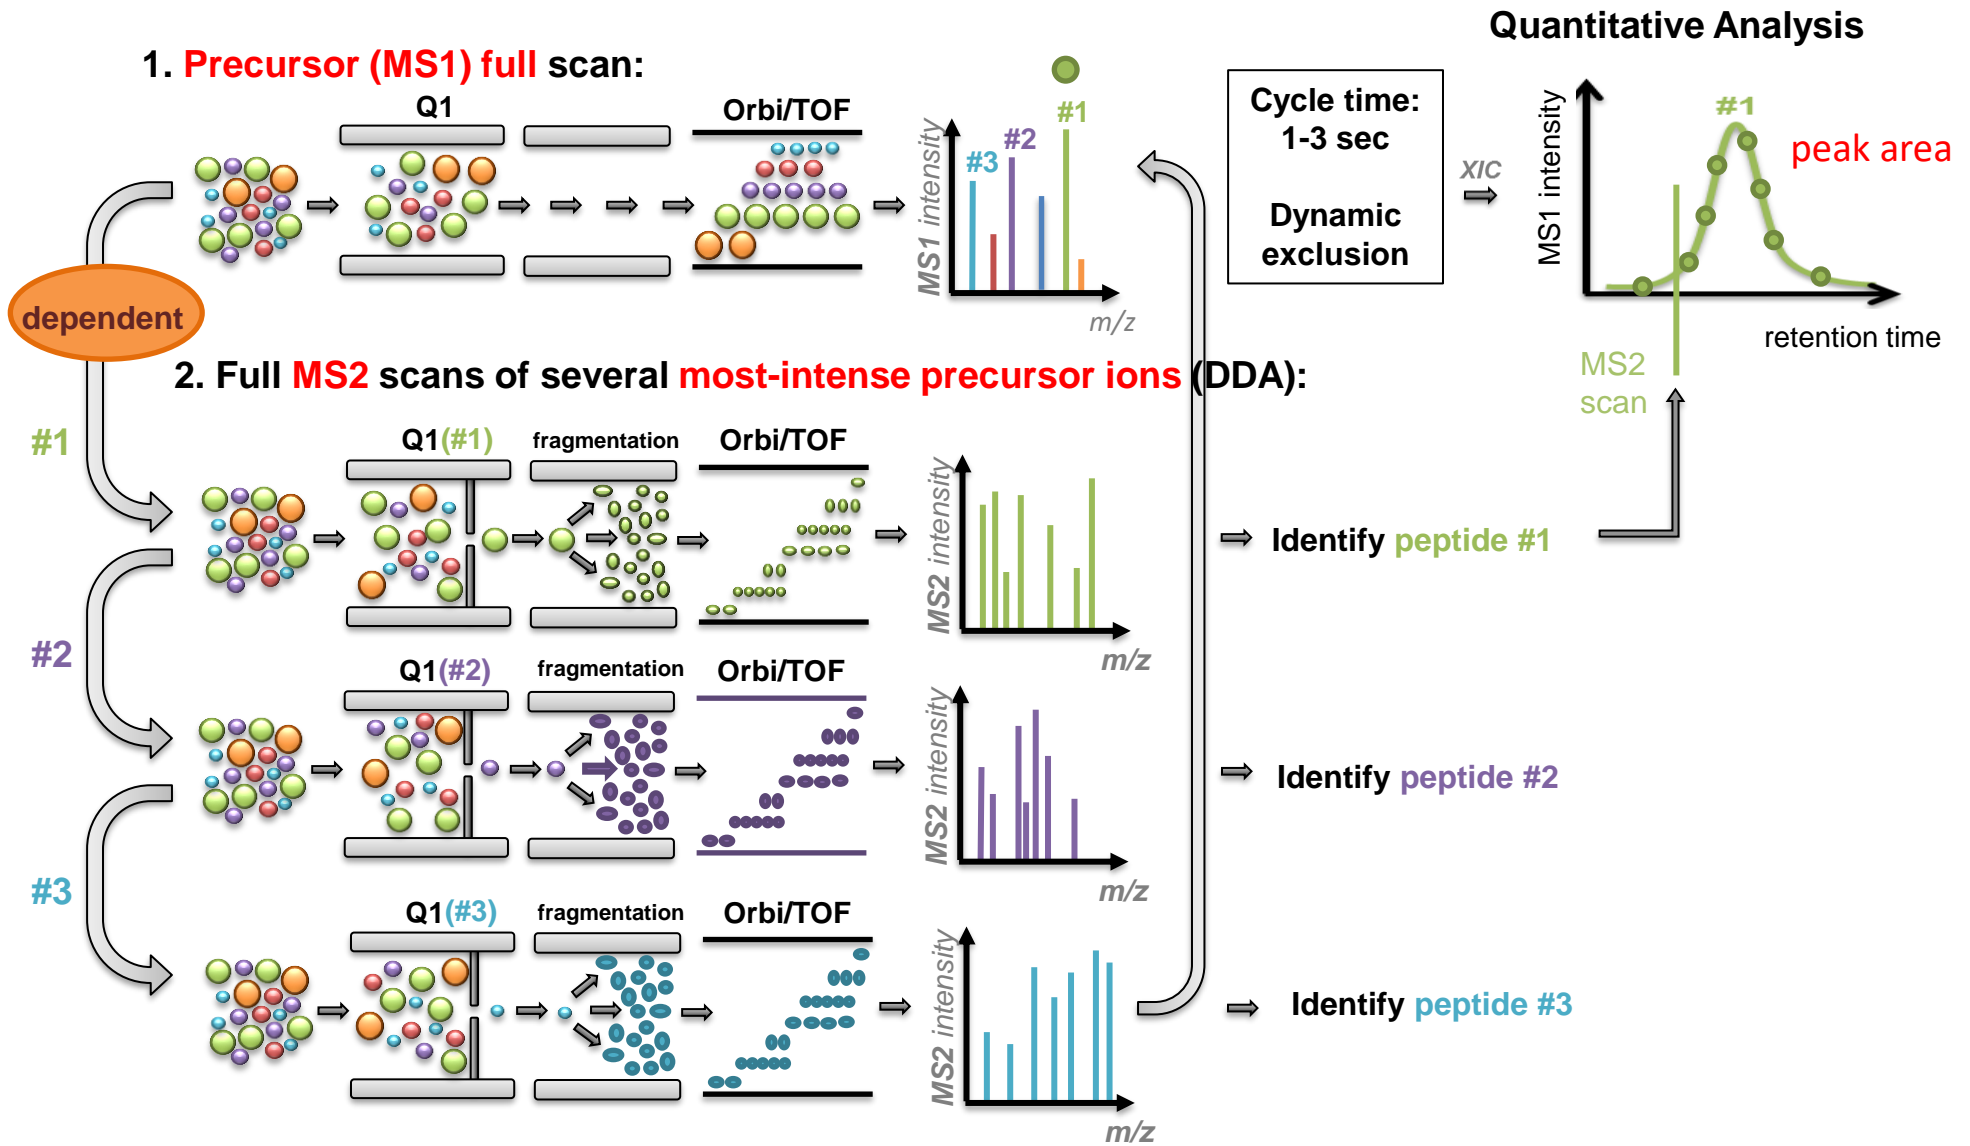 Quantitative Analysis
1. Precursor (MS1) full scan:
Q1
Orbi/TOF
MS1 intensity
#3
#2
#1
m/z
Cycle time:
1-3 sec
Dynamic
exclusion
XIC
MS1 intensity
#1
peak area
retention time
MS2
scan
dependent
2. Full MS2 scans of several most-intense precursor ions (DDA):
#1
Q1(#1)
fragmentation
Orbi/TOF
MS2 intensity
m/z
Identify peptide #1
#2
Q1(#2)
fragmentation
Orbi/TOF
MS2 intensity
m/z
Identify peptide #2
#3
Q1(#3)
fragmentation
Orbi/TOF
MS2 intensity
m/z
Identify peptide #3